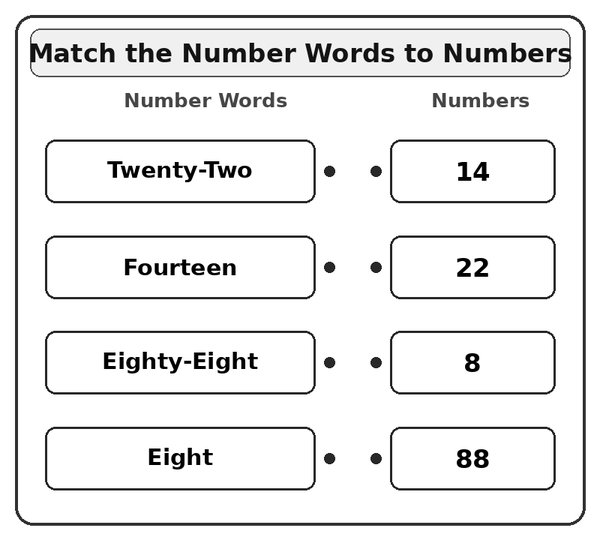 Match the Number Words to Numbers
Number Words Numbers
Twenty-Two 14
Fourteen 22
Eighty-Eight 8
Eight 88